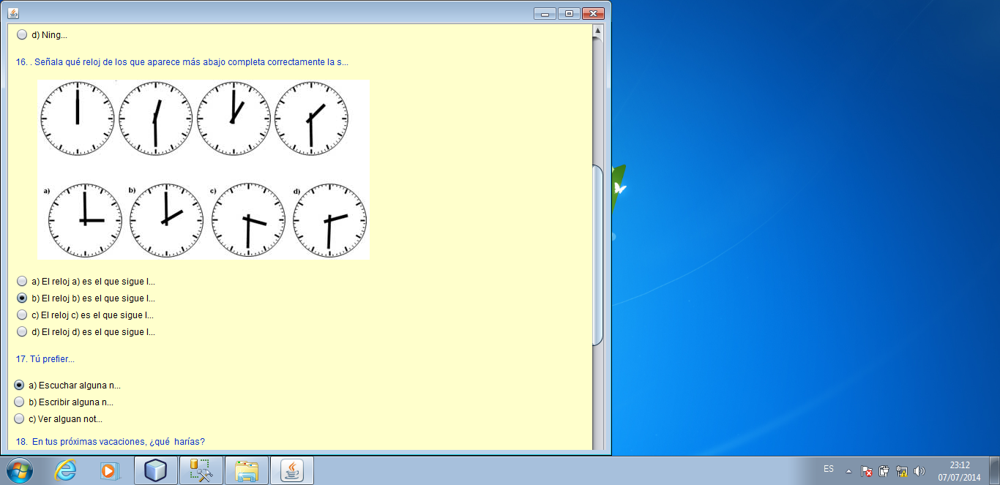 d) Ning...
16. . Señala qué reloj de los que aparece más abajo completa correctamente la s...
a)
b)
c)
d)
a) El reloj a) es el que sigue l...
b) El reloj b) es el que sigue l...
c) El reloj c) es el que sigue l...
d) El reloj d) es el que sigue l...
17. Tú prefier...
a) Escuchar alguna n...
b) Escribir alguna n...
c) Ver alguan not...
18. En tus próximas vacaciones, ¿qué harías?
ES
23:12
07/07/2014